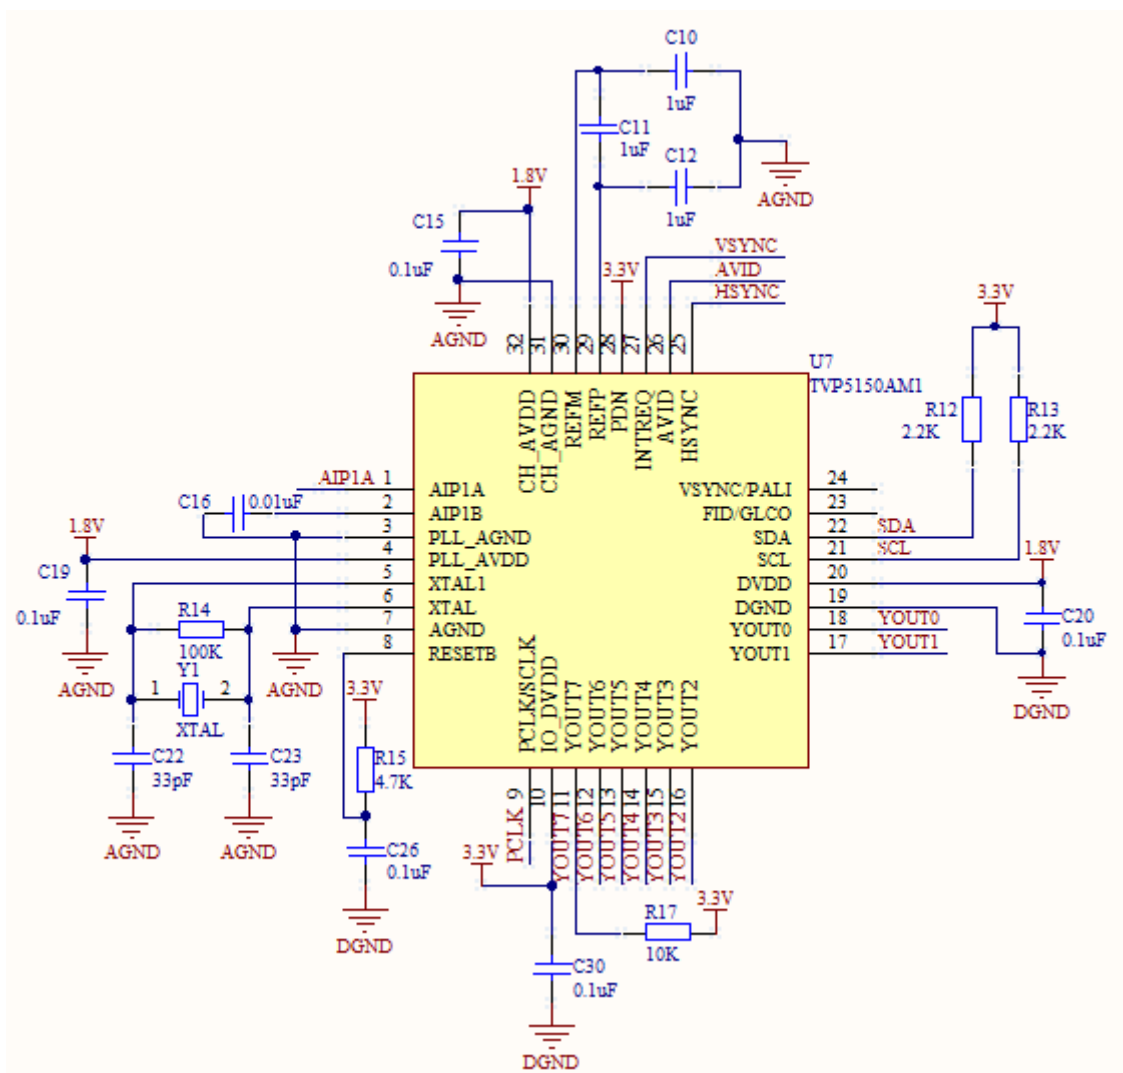 C10
1uF
C11
1uF
C12
1uF
AGND
1.8V
C15
0.1uF
AGND
3.3V
VSYNC
AVID
HSYNC
3.3V
32
31
30
29
28
27
26
25
U7
TVP5150AM1
R12
2.2K
R13
2.2K
CH_AVDD
CH_AGND
REFM
REFP
PDN
INTREQ
AVID
HSYNC
AIP1A 1 AIP1A
C16 0.01uF 2 AIP1B
3 PLL_AGND
1.8V 4 PLL_AVDD
5 XTAL1
6 XTAL
7 AGND
8 RESETB
VSYNC/PALI 24
FID/GLCO 23
SDA 22 SDA
SCL 21 SCL
DVDD 20 1.8V
DGND 19
YOUT0 18 YOUT0
YOUT1 17 YOUT1
C19
0.1uF
AGND
R14
100K
Y1
1 2
XTAL
AGND
C20
0.1uF
DGND
C22
33pF
AGND
C23
33pF
AGND
3.3V
R15
4.7K
C26
0.1uF
DGND
PCLK/SCLK
IO_DVDD
YOUT7
YOUT6
YOUT5
YOUT4
YOUT3
YOUT2
9
10
11
12
13
14
15
16
PCLK
YOUT7
YOUT6
YOUT5
YOUT4
YOUT3
YOUT2
3.3V
R17
10K
3.3V
C30
0.1uF
DGND